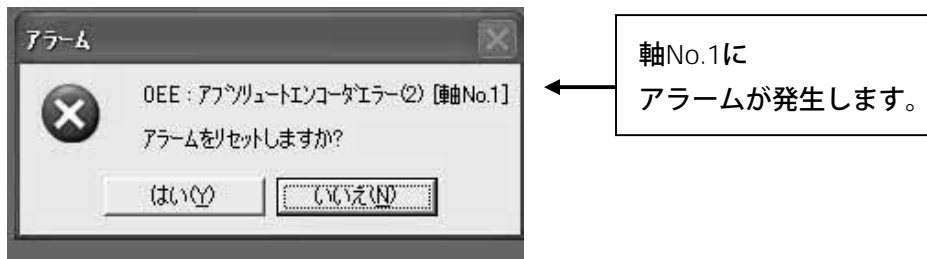 アラーム
0EE : アブソリュートエンコーダエラー(2) [軸No.1]
アラームをリセットしますか?
はい(Y)
いいえ(N)
軸No.1に
アラームが発生します。